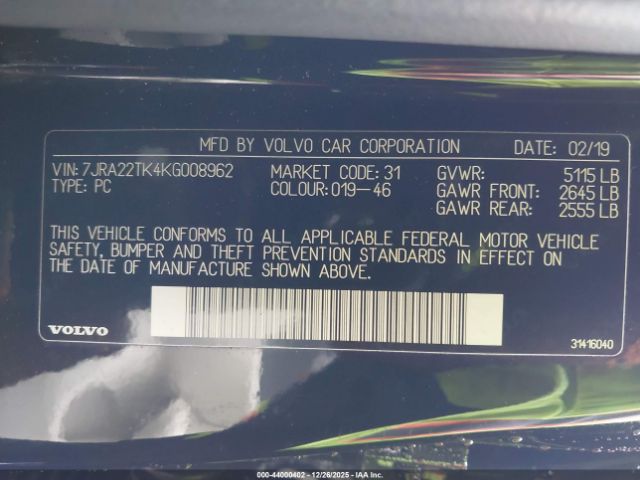 MFD BY VOLVO CAR CORPORATION DATE: 02/19
VIN: 7JRA22TK4KG008962 MARKET CODE: 31 GVWR: 5115 LB
TYPE: PC COLOUR: 019-46 GAWR FRONT: 2645 LB
GAWR REAR: 2555 LB
THIS VEHICLE CONFORMS TO ALL APPLICABLE FEDERAL MOTOR VEHICLE
SAFETY, BUMPER AND THEFT PREVENTION STANDARDS IN EFFECT ON
THE DATE OF MANUFACTURE SHOWN ABOVE.
VOLVO 31416040
000-44000402 - 12/26/2025 - IAA Inc.